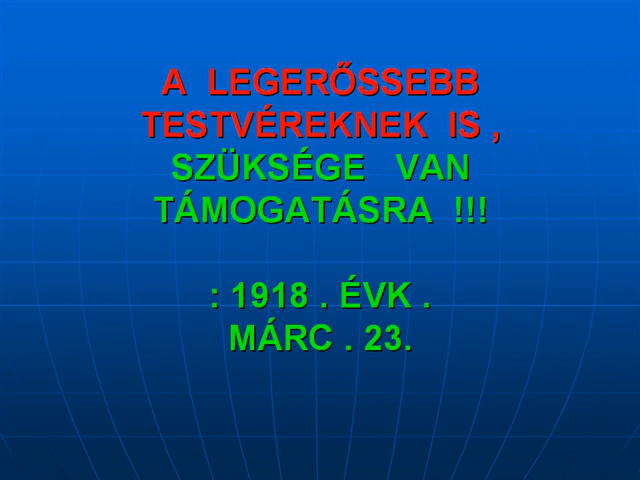 A LEGERŐSSEBB
TESTVÉREKNEK IS ,
SZÜKSÉGE VAN
TÁMOGATÁSRA !!!
: 1918 . ÉVK .
MÁRC . 23.